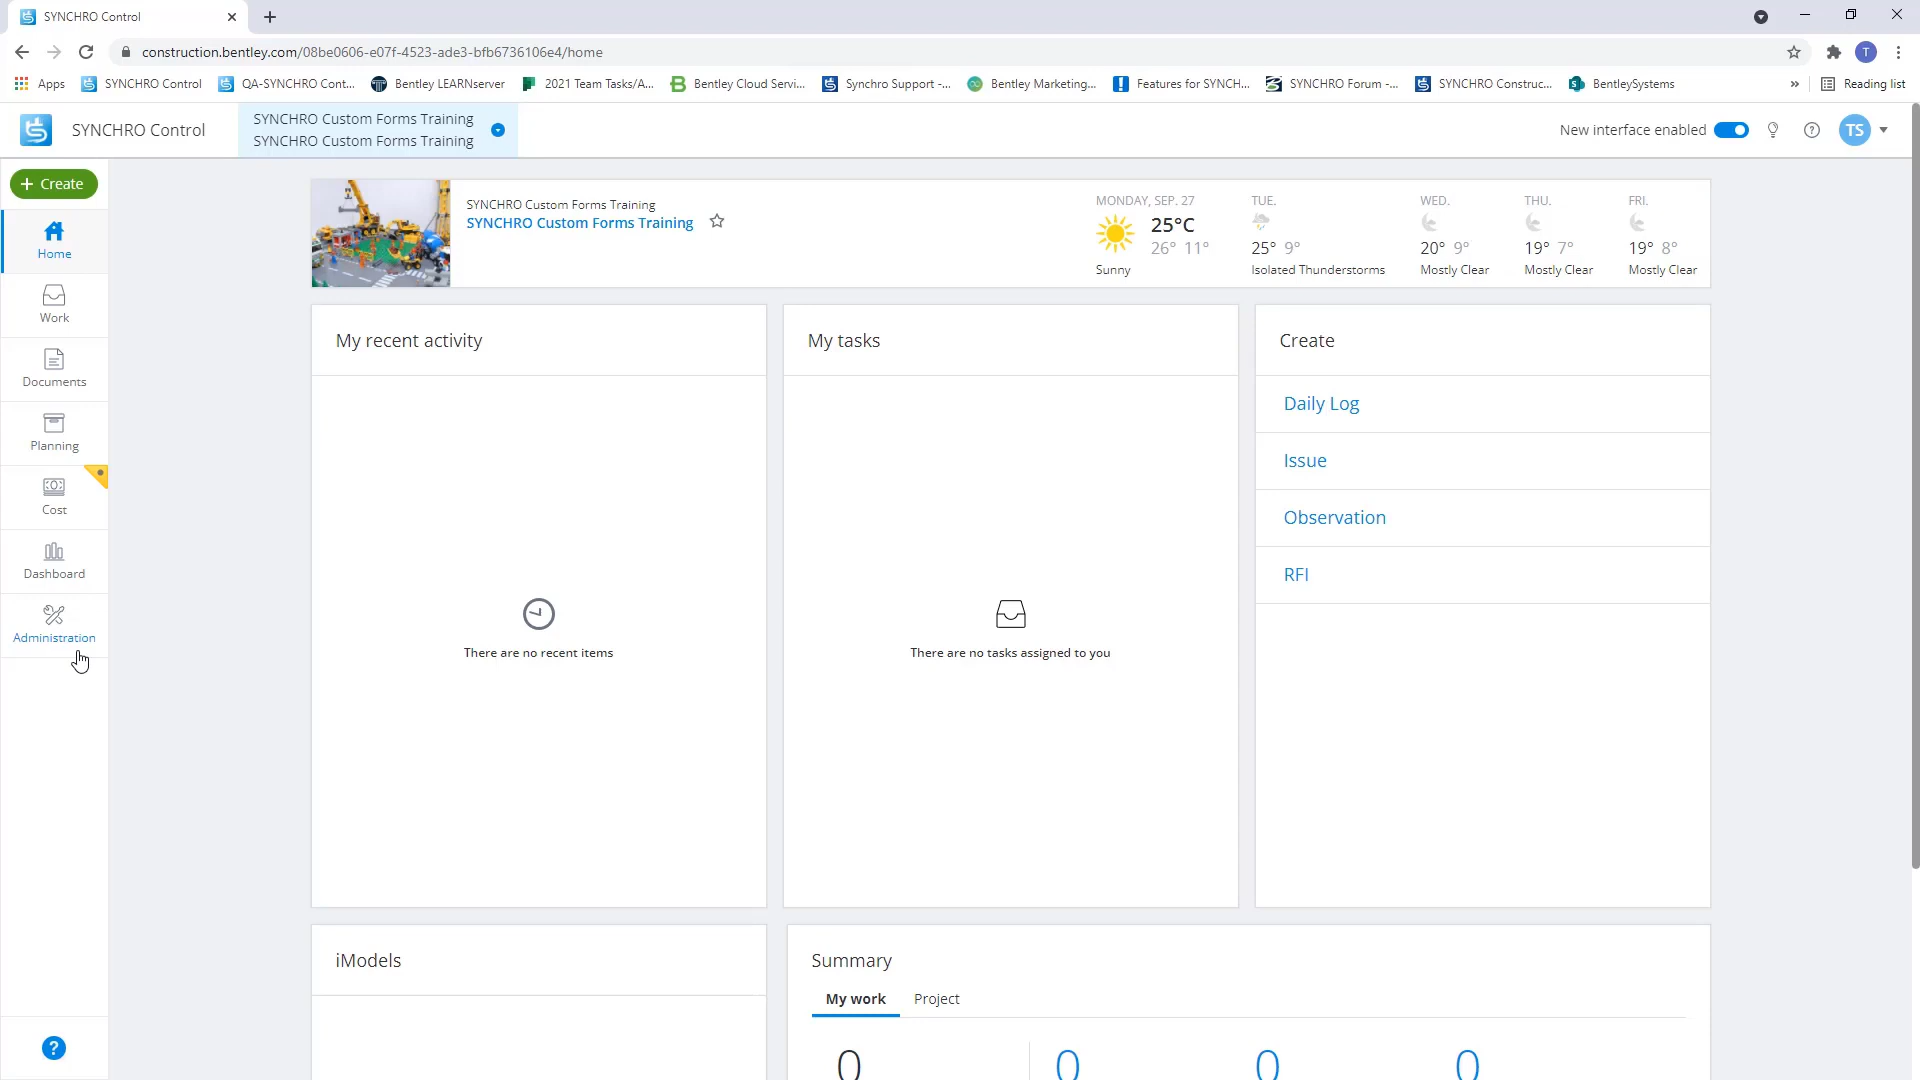 SYNCHRO Control
construction.bentley.com/08be0606-e07f-4523-ade3-bfb6736106e4/home
T
Apps
SYNCHRO Control
QA-SYNCHRO Cont...
Bentley LEARNserver
2021 Team Tasks/A...
Bentley Cloud Servi...
Synchro Support -...
Bentley Marketing...
Features for SYNCH...
SYNCHRO Forum -...
SYNCHRO Construc...
BentleySystems
»
Reading list
SYNCHRO Control
SYNCHRO Custom Forms Training
SYNCHRO Custom Forms Training
New interface enabled
TS
+ Create
Home
Work
Documents
Planning
Cost
Dashboard
Administration
?
SYNCHRO Custom Forms Training
SYNCHRO Custom Forms Training
MONDAY, SEP. 27
25°C
26° 11°
Sunny
TUE.
25° 9°
Isolated Thunderstorms
WED.
20° 9°
Mostly Clear
THU.
19° 7°
Mostly Clear
FRI.
19° 8°
Mostly Clear
My recent activity
There are no recent items
My tasks
There are no tasks assigned to you
Create
Daily Log
Issue
Observation
RFI
iModels
Summary
My work Project
0 0 0 0